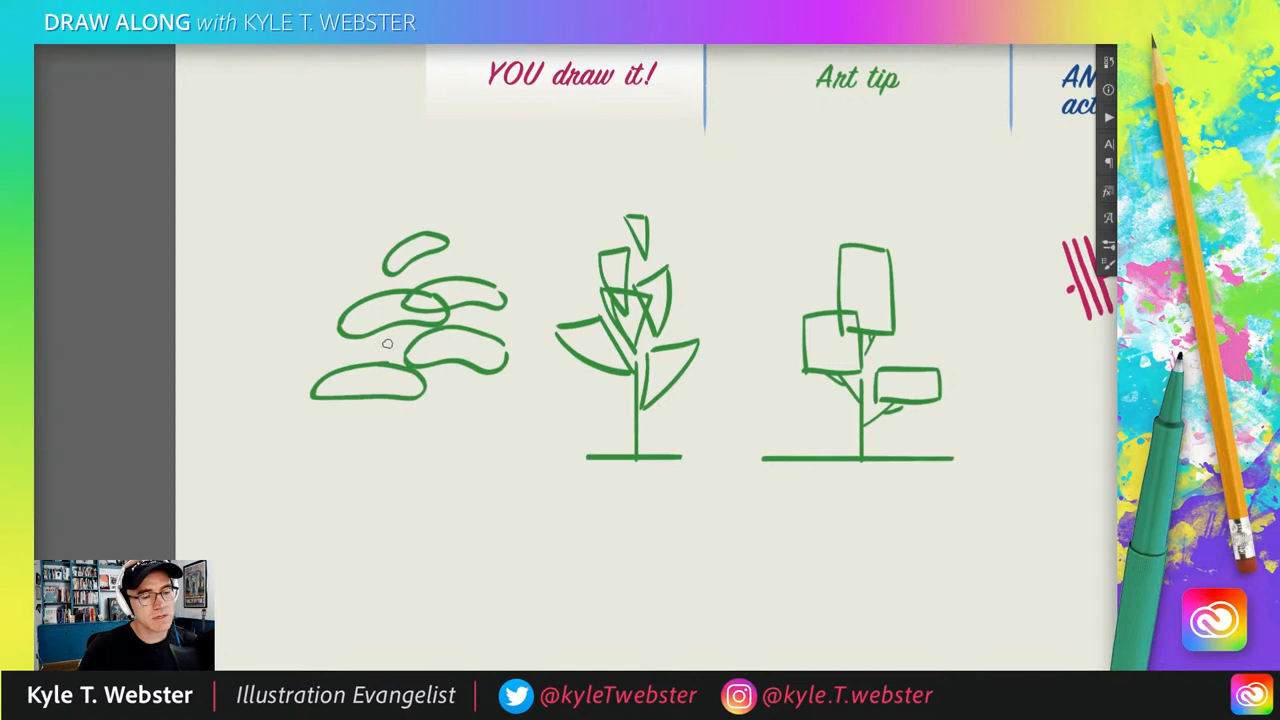 DRAW ALONG with KYLE T. WEBSTER
YOU draw it!
Art tip
Kyle T. Webster | Illustration Evangelist | @kyleTwebster @kyle.T.webster